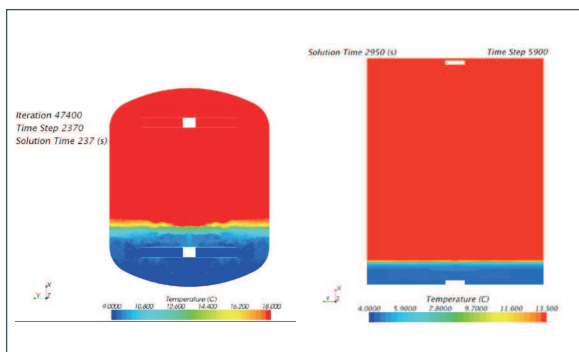 Iteration 47400
Time Step 2370
Solution Time 237 (s)
Y
X
Z
Temperature (C)
9.0000 10.800 12.600 14.400 16.200 18.000
Solution Time 2950 (s) Time Step 5900
Y
X
Z
Temperature (C)
4.0000 5.9000 7.8000 9.7000 11.600 13.500